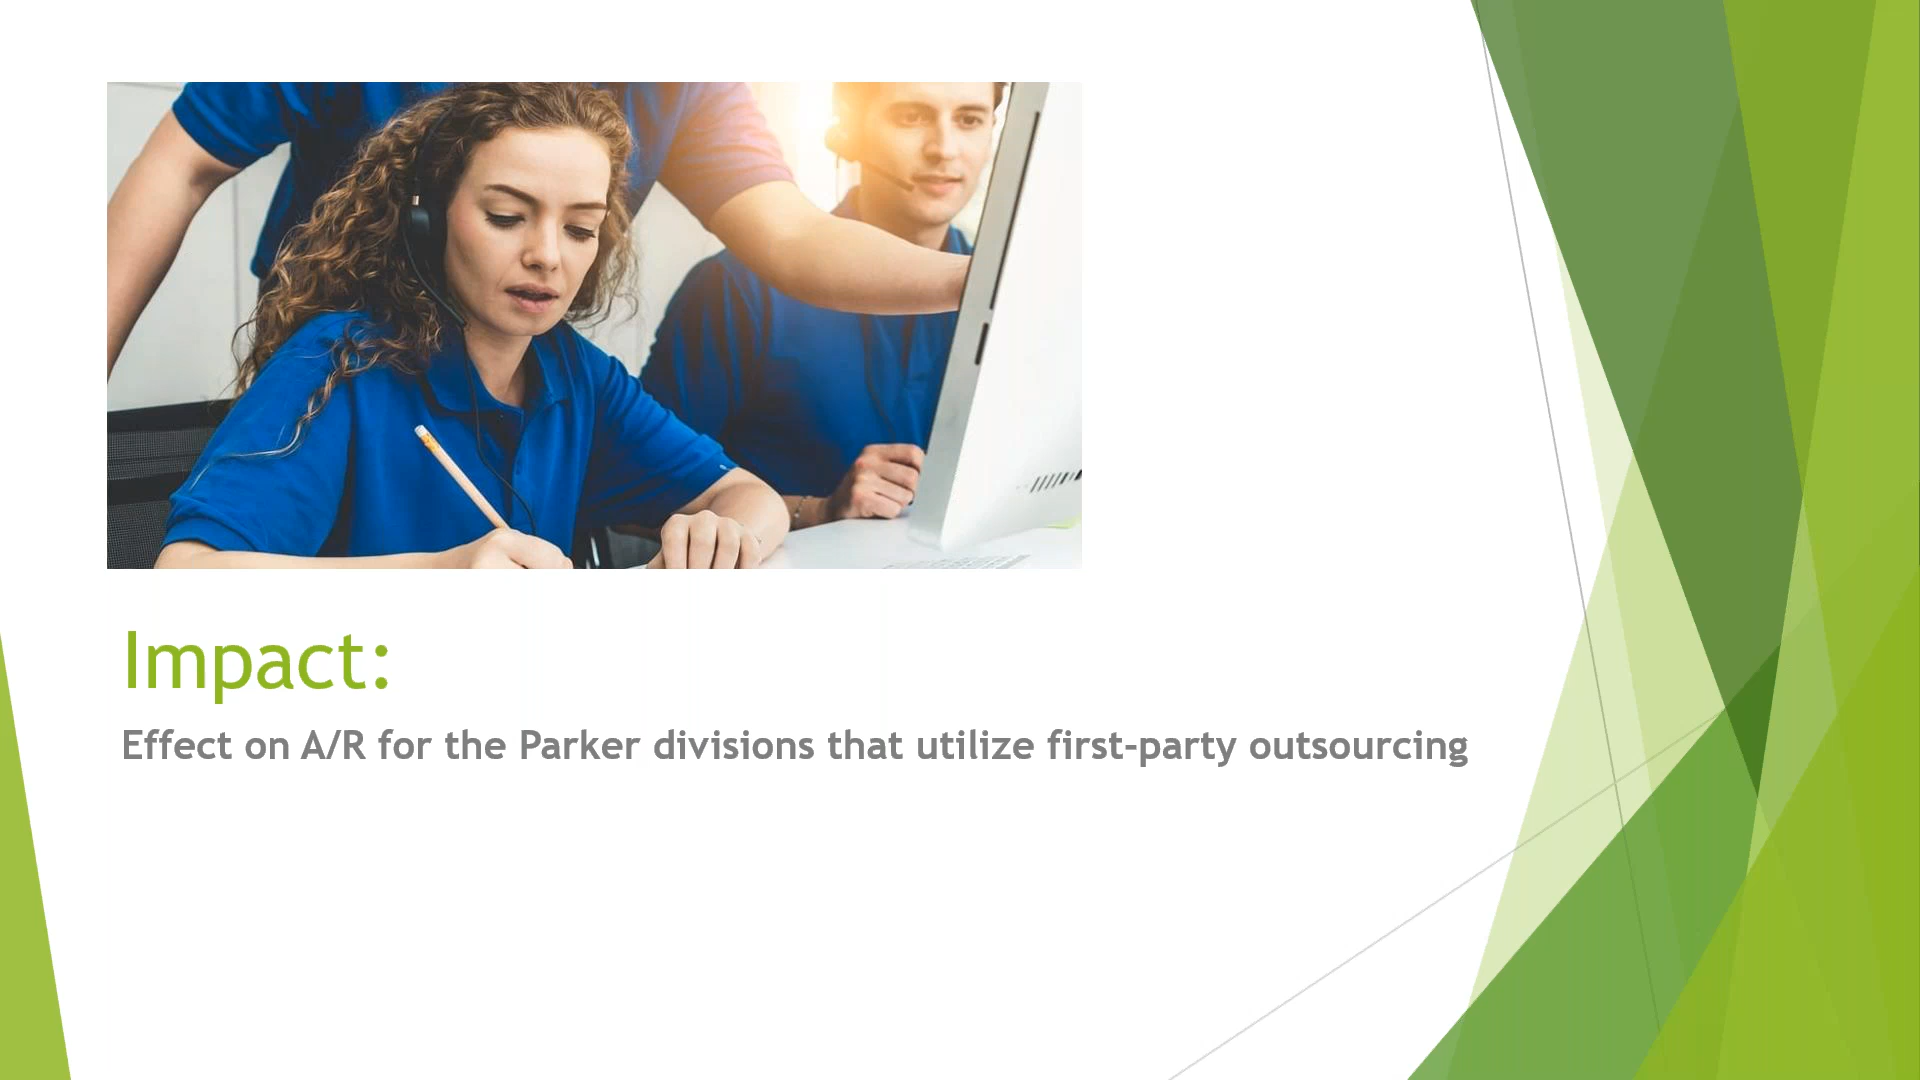 Impact:
Effect on A/R for the Parker divisions that utilize first-party outsourcing